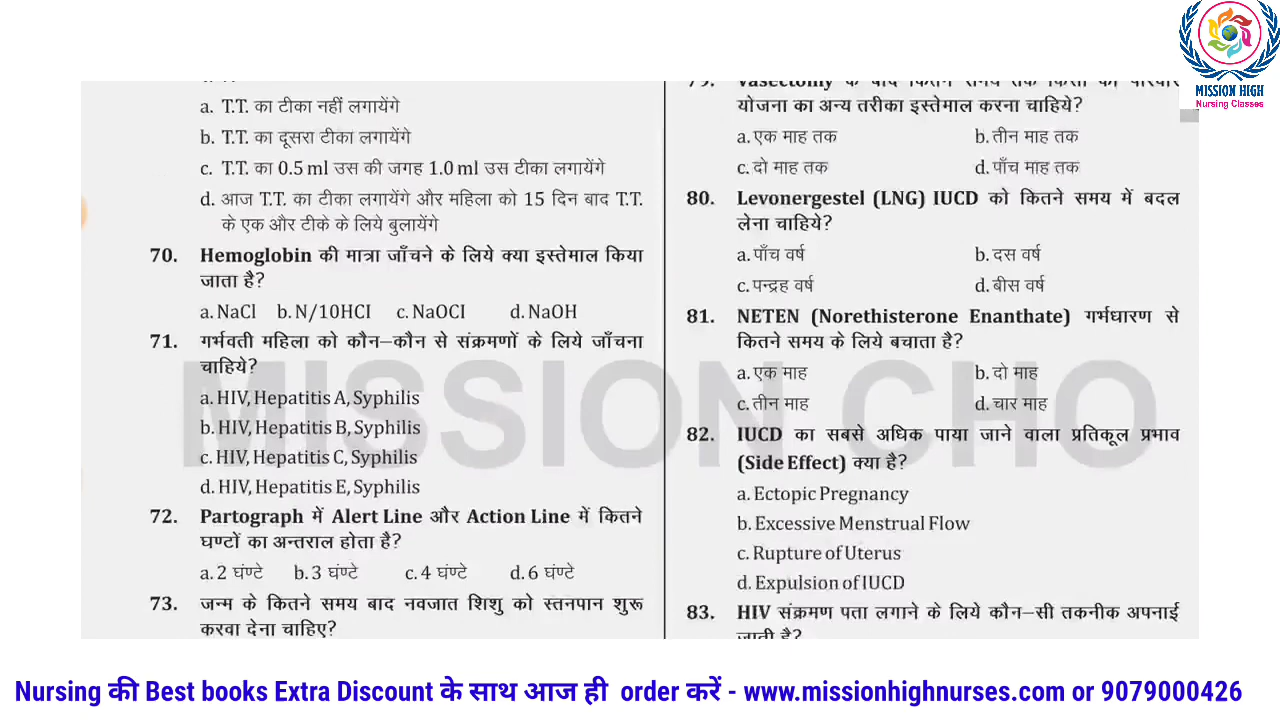 MISSION HIGH
Nursing Classes
a. T.T. का टीका नहीं लगायेंगे
b. T.T. का दूसरा टीका लगायेंगे
c. T.T. का 0.5 ml उस की जगह 1.0 ml उस टीका लगायेंगे
d. आज T.T. का टीका लगायेंगे और महिला को 15 दिन बाद T.T.
के एक और टीके के लिये बुलायेंगे
70. Hemoglobin की मात्रा जाँचने के लिये क्या इस्तेमाल किया
जाता है?
a. NaCl b. N/10HCI c. NaOCI d. NaOH
71. गर्भवती महिला को कौन–कौन से संक्रमणों के लिये जाँचना
चाहिये?
a. HIV, Hepatitis A, Syphilis
b. HIV, Hepatitis B, Syphilis
c. HIV, Hepatitis C, Syphilis
d. HIV, Hepatitis E, Syphilis
72. Partograph में Alert Line और Action Line में कितने
घण्टों का अन्तराल होता है?
a. 2 घंण्टे b. 3 घंण्टे c. 4 घंण्टे d. 6 घंण्टे
73. जन्म के कितने समय बाद नवजात शिशु को स्तनपान शुरू
करवा देना चाहिए?
79. Vasectomy के बाद कितने समय तक किसी को परिवार
योजना का अन्य तरीका इस्तेमाल करना चाहिये?
a. एक माह तक b. तीन माह तक
c. दो माह तक d. पाँच माह तक
80. Levonergestel (LNG) IUCD को कितने समय में बदल
लेना चाहिये?
a. पाँच वर्ष b. दस वर्ष
c. पन्द्रह वर्ष d. बीस वर्ष
81. NETEN (Norethisterone Enanthate) गर्भधारण से
कितने समय के लिये बचाता है?
a. एक माह b. दो माह
c. तीन माह d. चार माह
82. IUCD का सबसे अधिक पाया जाने वाला प्रतिकूल प्रभाव
(Side Effect) क्या है?
a. Ectopic Pregnancy
b. Excessive Menstrual Flow
c. Rupture of Uterus
d. Expulsion of IUCD
83. HIV संक्रमण पता लगाने के लिये कौन–सी तकनीक अपनाई
जाती है?
MISSION CHO
Nursing की Best books Extra Discount के साथ आज ही order करें - www.missionhighnurses.com or 9079000426